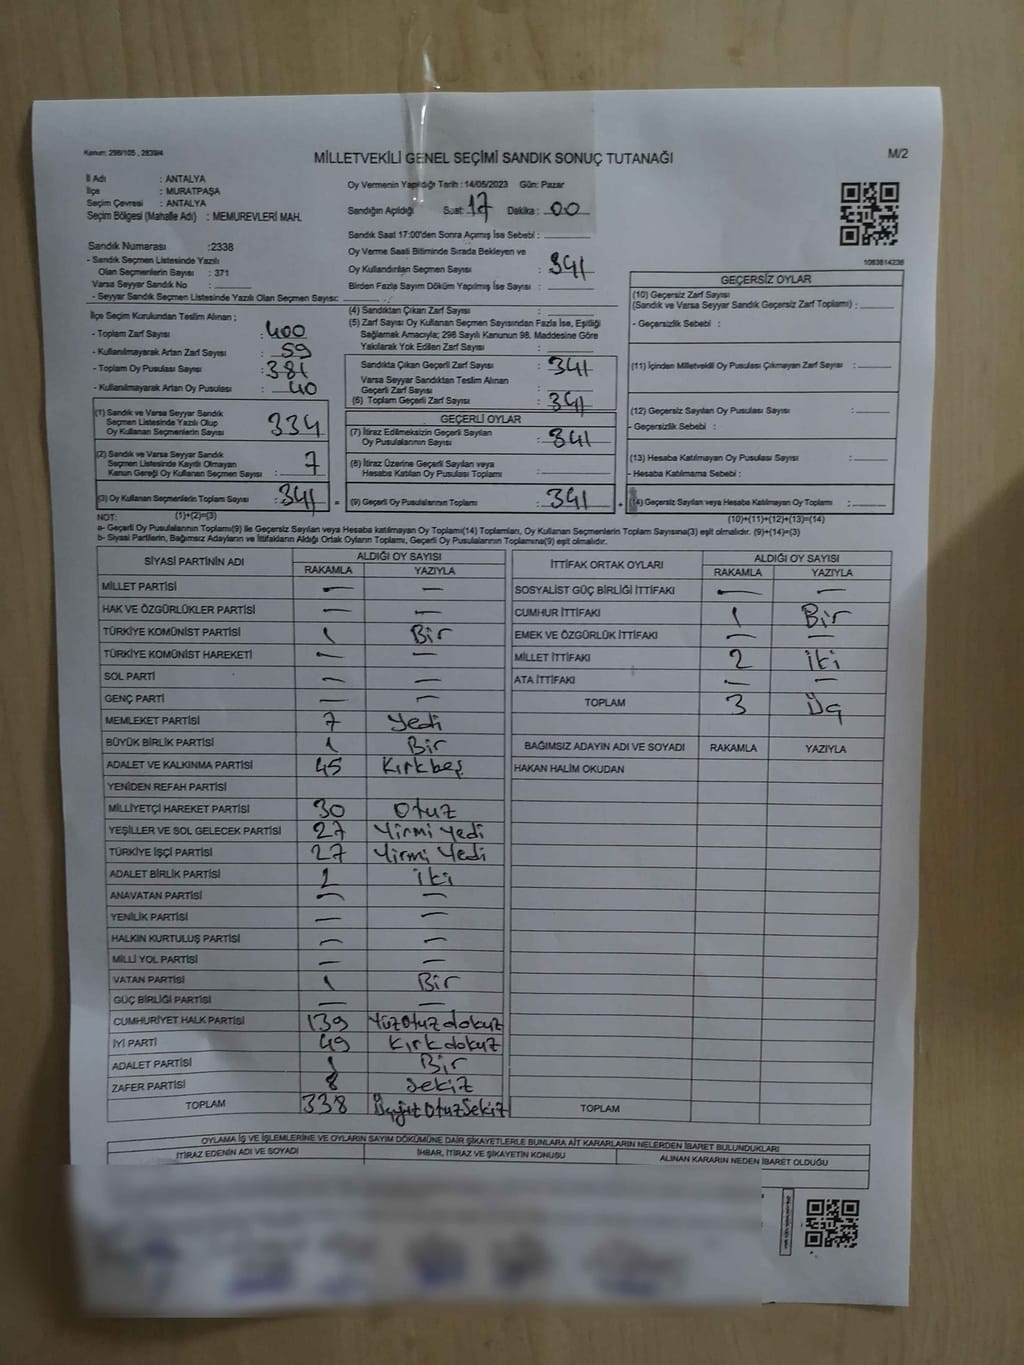 Kanun: 298/105 , 2839/4
MİLLETVEKİLİ GENEL SEÇİMİ SANDIK SONUÇ TUTANAĞI
M/2
İl Adı : ANTALYA
İlçe : MURATPAŞA
Seçim Çevresi : ANTALYA
Seçim Bölgesi (Mahalle Adı) : MEMUREVLERİ MAH.
Sandık Numarası :2338
- Sandık Seçmen Listesinde Yazılı
Olan Seçmenlerin Sayısı : 371
Varsa Seyyar Sandık No :
- Seyyar Sandık Seçmen Listesinde Yazılı Olan Seçmen Sayısı:
Oy Vermenin Yapıldığı Tarih : 14/05/2023 Gün: Pazar
Sandığın Açıldığı Saat: 17 Dakika : 00
Sandık Saat 17:00'den Sonra Açımış İse Sebebi :
Oy Verme Saati Bitiminde Sırada Bekleyen ve
Oy Kullandırılan Seçmen Sayısı : 341
Birden Fazla Sayım Döküm Yapılmış İse Sayısı :
1083814238
İlçe Seçim Kurulundan Teslim Alınan ;
- Toplam Zarf Sayısı : 400
- Kullanılmayarak Artan Zarf Sayısı : 59
- Toplam Oy Pusulası Sayısı : 381
- Kullanılmayarak Artan Oy Pusulası : 40
(1) Sandık ve Varsa Seyyar Sandık
Seçmen Listesinde Yazılı Olup
Oy Kullanan Seçmenlerin Sayısı : 334
(2) Sandık ve Varsa Seyyar Sandık
Seçmen Listesinde Kayıtlı Olmayan
Kanun Gereği Oy Kullanan Seçmen Sayısı : 7
(3) Oy Kullanan Seçmenlerin Toplam Sayısı : 341 =
(4) Sandıktan Çıkan Zarf Sayısı :
(5) Zarf Sayısı Oy Kullanan Seçmen Sayısından Fazla İse, Eşitliği
Sağlamak Amacıyla; 298 Sayılı Kanunun 98. Maddesine Göre
Yakılarak Yok Edilen Zarf Sayısı :
Sandıkta Çıkan Geçerli Zarf Sayısı : 341
Varsa Seyyar Sandıktan Teslim Alınan
Geçerli Zarf Sayısı :
(6) Toplam Geçerli Zarf Sayısı : 341
GEÇERLİ OYLAR
(7) İtiraz Edilmeksizin Geçerli Sayılan
Oy Pusulalarının Sayısı : 341
(8) İtiraz Üzerine Geçerli Sayılan veya
Hesaba Katılan Oy Pusulası Toplamı :
(9) Geçerli Oy Pusulalarının Toplamı : 341 +
GEÇERSİZ OYLAR
(10) Geçersiz Zarf Sayısı
(Sandık ve Varsa Seyyar Sandık Geçersiz Zarf Toplamı) :
- Geçersizlik Sebebi :
(11) İçinden Milletvekili Oy Pusulası Çıkmayan Zarf Sayısı :
(12) Geçersiz Sayılan Oy Pusulası Sayısı :
- Geçersizlik Sebebi :
(13) Hesaba Katılmayan Oy Pusulası Sayısı :
- Hesaba Katılmama Sebebi :
(14) Geçersiz Sayılan veya Hesaba Katılmayan Oy Toplamı :
NOT: (1)+(2)=(3)
(10)+(11)+(12)+(13)=(14)
a- Geçerli Oy Pusulalarının Toplamı(9) ile Geçersiz Sayılan veya Hesaba katılmayan Oy Toplamı(14) Toplamları, Oy Kullanan Seçmenlerin Toplam Sayısına(3) eşit olmalıdır. (9)+(14)=(3)
b- Siyasi Partilerin, Bağımsız Adayların ve İttifakların Aldığı Ortak Oyların Toplamı, Geçerli Oy Pusulalarının Toplamına(9) eşit olmalıdır.
SİYASİ PARTİNİN ADI ALDIĞI OY SAYISI
RAKAMLA YAZIYLA
MİLLET PARTİSİ — —
HAK VE ÖZGÜRLÜKLER PARTİSİ — —
TÜRKİYE KOMÜNİST PARTİSİ 1 Bir
TÜRKİYE KOMÜNİST HAREKETİ — —
SOL PARTİ — —
GENÇ PARTİ — —
MEMLEKET PARTİSİ 7 Yedi
BÜYÜK BİRLİK PARTİSİ 1 Bir
ADALET VE KALKINMA PARTİSİ 45 Kırkbeş
YENİDEN REFAH PARTİSİ
MİLLİYETÇİ HAREKET PARTİSİ 30 Otuz
YEŞİLLER VE SOL GELECEK PARTİSİ 27 Yirmi Yedi
TÜRKİYE İŞÇİ PARTİSİ 27 Yirmi Yedi
ADALET BİRLİK PARTİSİ 2 iki
ANAVATAN PARTİSİ — —
YENİLİK PARTİSİ — —
HALKIN KURTULUŞ PARTİSİ — —
MİLLİ YOL PARTİSİ — —
VATAN PARTİSİ 1 Bir
GÜÇ BİRLİĞİ PARTİSİ — —
CUMHURİYET HALK PARTİSİ 139 Yüzotuzdokuz
İYİ PARTİ 49 Kırkdokuz
ADALET PARTİSİ 1 Bir
ZAFER PARTİSİ 8 Sekiz
TOPLAM 338 ÜçyüzOtuzSekiz
İTTİFAK ORTAK OYLARI ALDIĞI OY SAYISI
RAKAMLA YAZIYLA
SOSYALİST GÜÇ BİRLİĞİ İTTİFAKI — —
CUMHUR İTTİFAKI 1 Bir
EMEK VE ÖZGÜRLÜK İTTİFAKI — —
MİLLET İTTİFAKI 2 iki
ATA İTTİFAKI — —
TOPLAM 3 Üç
BAĞIMSIZ ADAYIN ADI VE SOYADI RAKAMLA YAZIYLA
HAKAN HALİM OKUDAN
TOPLAM
OYLAMA İŞ VE İŞLEMLERİNE VE OYLARIN SAYIM DÖKÜMÜNE DAİR ŞİKAYETLERLE BUNLARA AİT KARARLARIN NELERDEN İBARET BULUNDUKLARI
İTİRAZ EDENİN ADI VE SOYADI İHBAR, İTİRAZ VE ŞİKAYETİN KONUSU ALINAN KARARIN NEDEN İBARET OLDUĞU